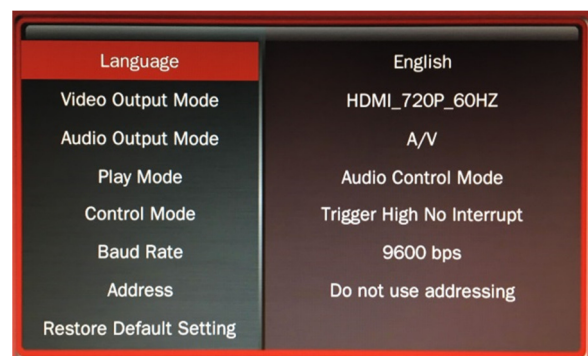 Language English
Video Output Mode HDMI_720P_60HZ
Audio Output Mode A/V
Play Mode Audio Control Mode
Control Mode Trigger High No Interrupt
Baud Rate 9600 bps
Address Do not use addressing
Restore Default Setting